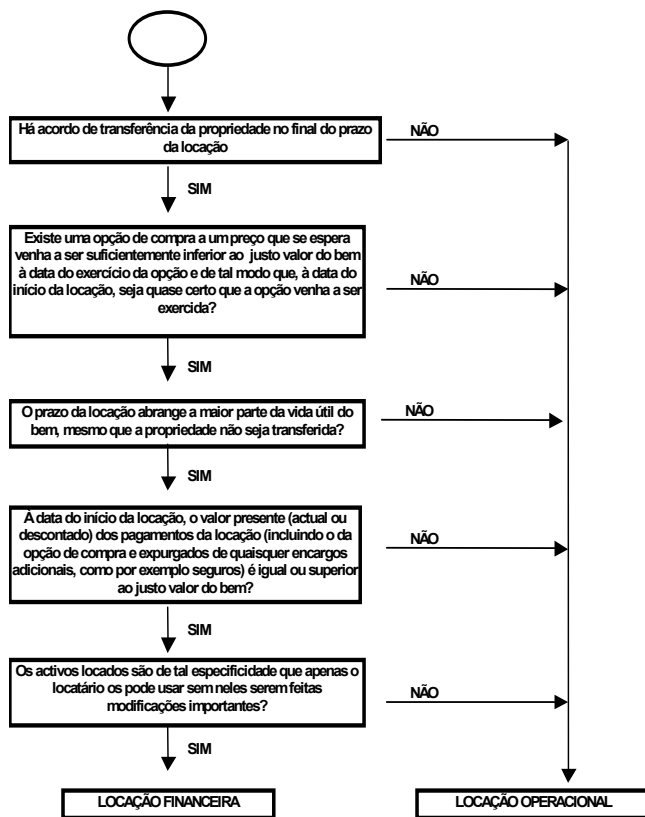 Há acordo de transferência da propriedade no final do prazo
da locação
NÃO
SIM
Existe uma opção de compra a um preço que se espera
venha a ser suficientemente inferior ao justo valor do bem
à data do exercício da opção e de tal modo que, à data do
início da locação, seja quase certo que a opção venha a ser
exercida?
NÃO
SIM
O prazo da locação abrange a maior parte da vida útil do
bem, mesmo que a propriedade não seja transferida?
NÃO
SIM
À data do início da locação, o valor presente (actual ou
descontado) dos pagamentos da locação (incluindo o da
opção de compra e expurgados de quaisquer encargos
adicionais, como por exemplo seguros) é igual ou superior
ao justo valor do bem?
NÃO
SIM
Os activos locados são de tal especificidade que apenas o
locatário os pode usar sem neles serem feitas
modificações importantes?
NÃO
SIM
LOCAÇÃO FINANCEIRA
LOCAÇÃO OPERACIONAL